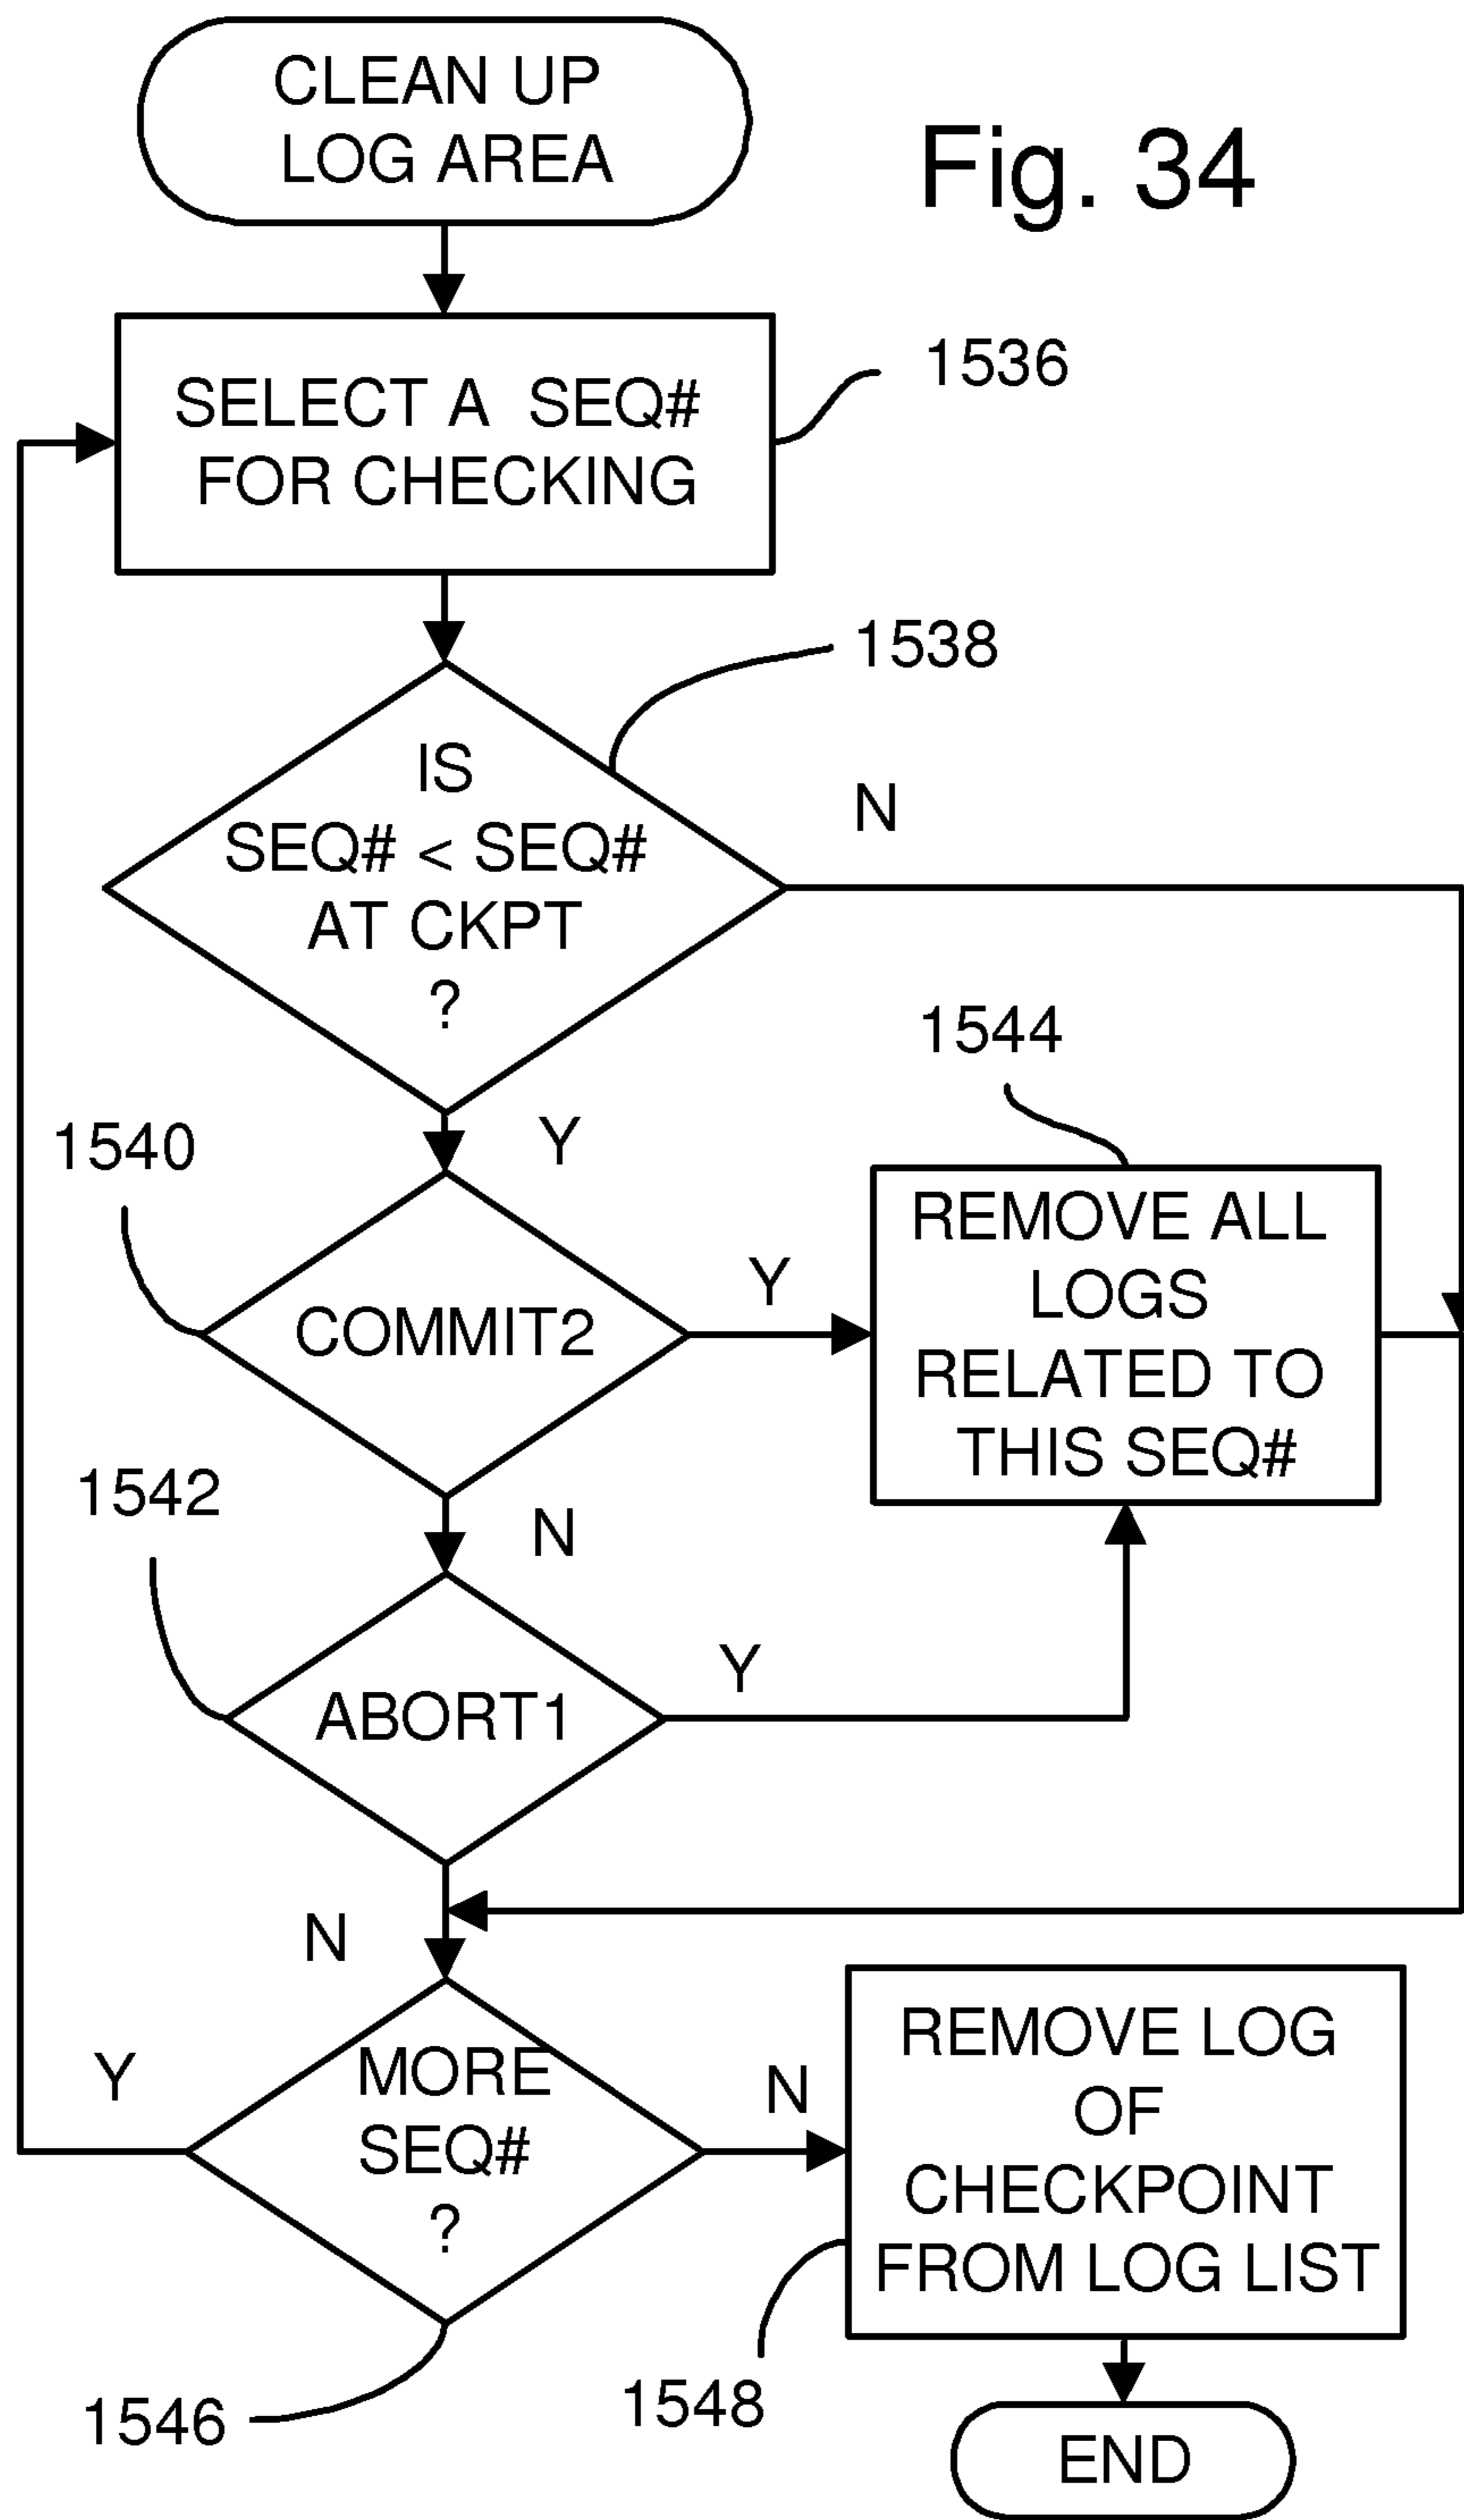 CLEAN UP
LOG AREA
Fig. 34
1536
SELECT A SEQ#
FOR CHECKING
1538
IS
SEQ# < SEQ#
AT CKPT
?
N
1544
1540
Y
REMOVE ALL
LOGS
RELATED TO
THIS SEQ#
Y
COMMIT2
1542
N
Y
ABORT1
N
REMOVE LOG
OF
CHECKPOINT
FROM LOG LIST
Y
MORE
SEQ#
?
N
1548
1546
END